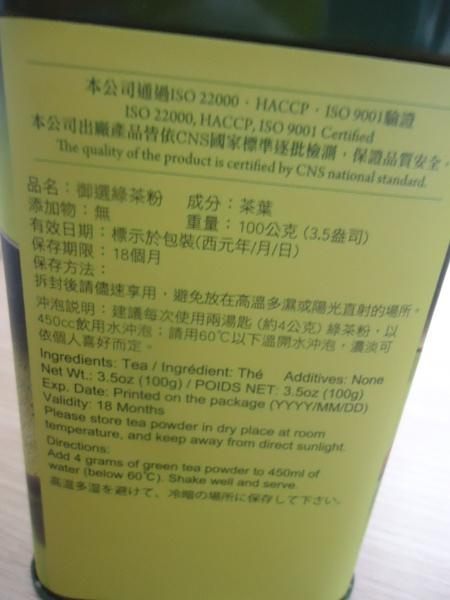 本公司通過ISO 22000、HACCP、ISO 9001驗證
ISO 22000, HACCP, ISO 9001 Certified
本公司出廠產品皆依CNS國家標準逐批檢測，保證品質安全。
The quality of the product is certified by CNS national standard.
品名：御選綠茶粉 成分：茶葉
添加物：無 重量：100公克 (3.5盎司)
有效日期：標示於包裝(西元年/月/日)
保存期限：18個月
保存方法：
拆封後請儘速享用，避免放在高溫多濕或陽光直射的場所。
沖泡說明：建議每次使用兩湯匙 (約4公克) 綠茶粉，以
450cc飲用水沖泡；請用60℃以下溫開水沖泡，濃淡可
依個人喜好而定。
Ingredients: Tea / Ingrédient: Thé Additives: None
Net Wt.: 3.5oz (100g) / POIDS NET: 3.5oz (100g)
Exp. Date: Printed on the package (YYYY/MM/DD)
Validity: 18 Months
Please store tea powder in dry place at room
temperature, and keep away from direct sunlight.
Directions:
Add 4 grams of green tea powder to 450ml of
water (below 60℃). Shake well and serve.
高温多湿を避けて、冷暗の場所に保存して下さい。